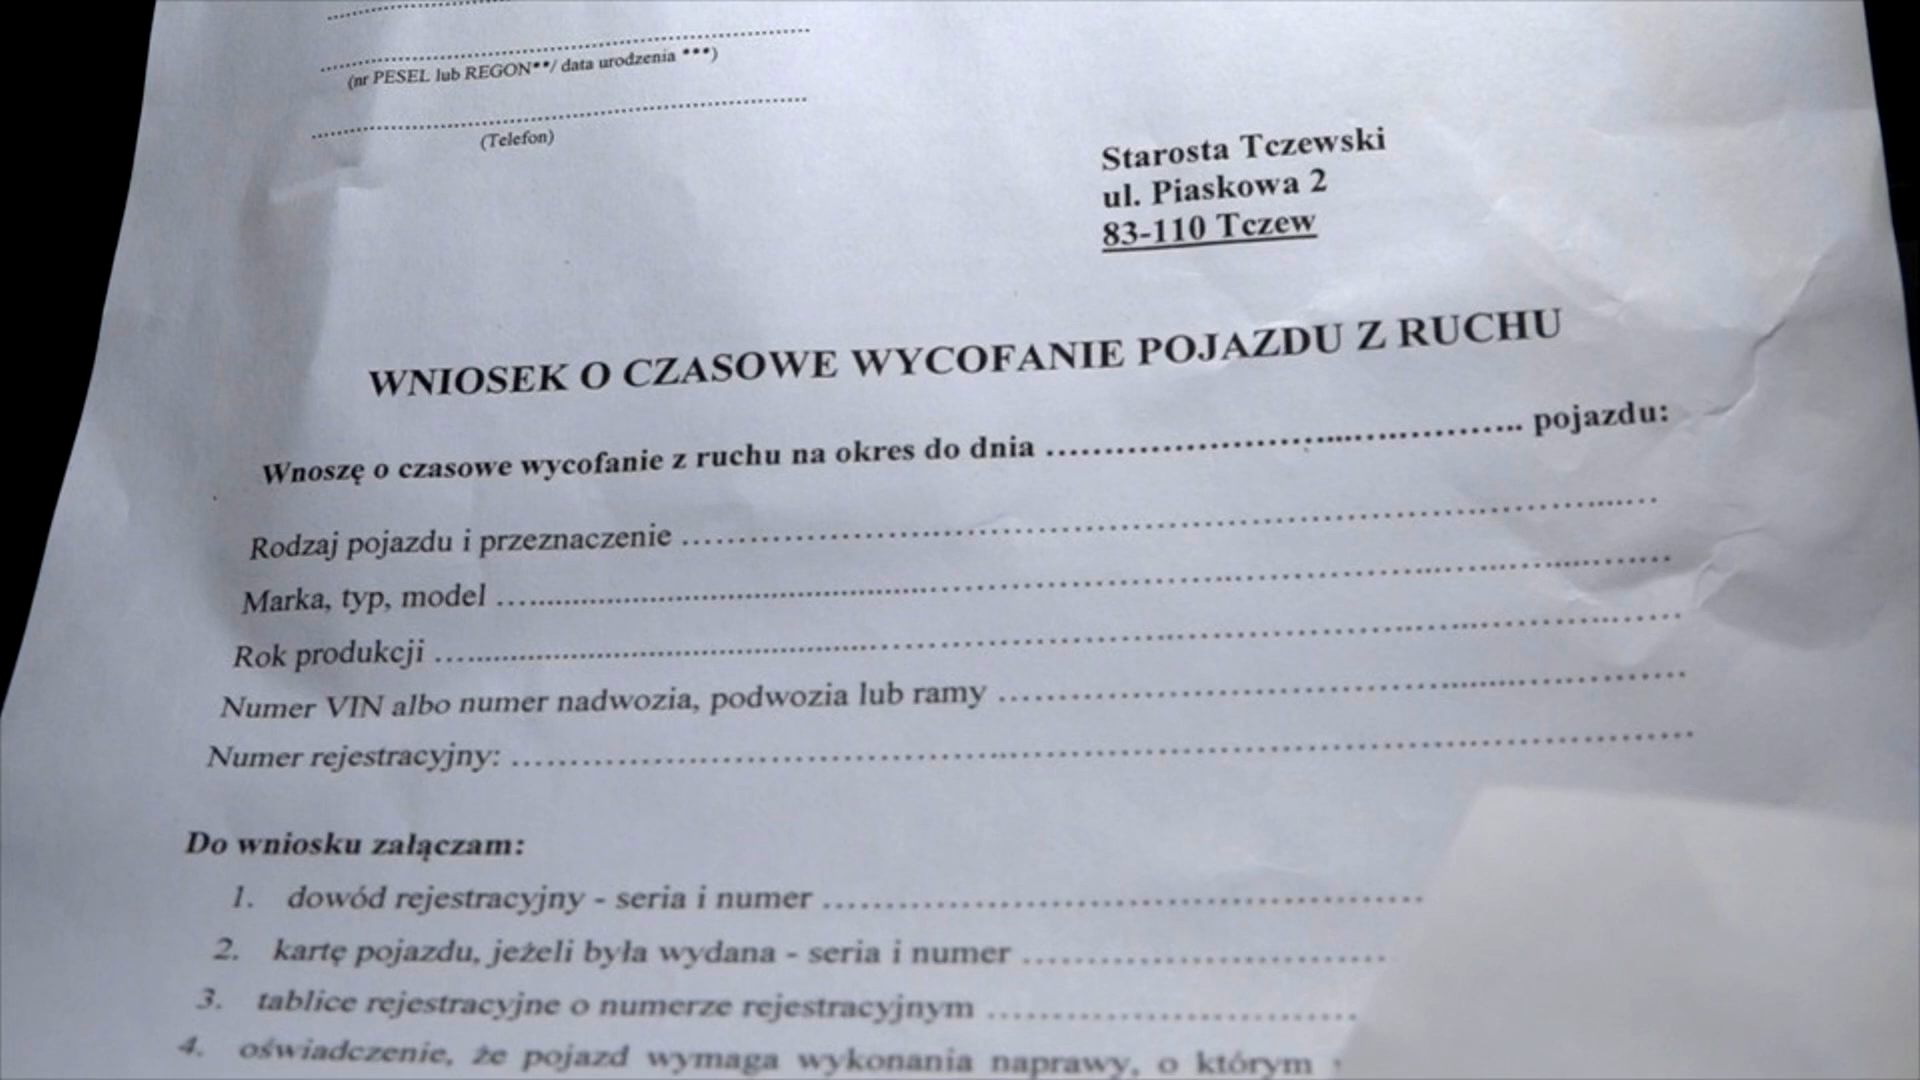 ................................
........................................................................
(nr PESEL lub REGON**/ data urodzenia ***)
........................................................................
(Telefon)
Starosta Tczewski
ul. Piaskowa 2
83-110 Tczew
WNIOSEK O CZASOWE WYCOFANIE POJAZDU Z RUCHU
Wnoszę o czasowe wycofanie z ruchu na okres do dnia ................................................ pojazdu:
Rodzaj pojazdu i przeznaczenie ................................................................................
Marka, typ, model ................................................................................
Rok produkcji ................................................................................
Numer VIN albo numer nadwozia, podwozia lub ramy ................................................................
Numer rejestracyjny: ................................................................................
Do wniosku załączam:
1. dowód rejestracyjny - seria i numer ................................................
2. kartę pojazdu, jeżeli była wydana - seria i numer ................................
3. tablice rejestracyjne o numerze rejestracyjnym ................................
4. oświadczenie, że pojazd wymaga wykonania naprawy, o którym